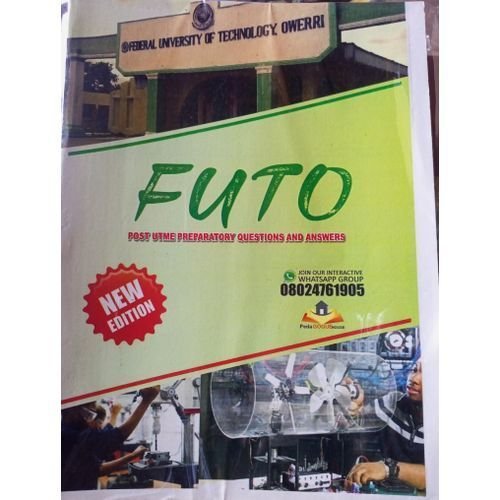 FEDERAL UNIVERSITY OF TECHNOLOGY, OWERRI
FUTO
POST UTME PREPARATORY QUESTIONS AND ANSWERS
JOIN OUR INTERACTIVE
WHATSAPP GROUP
08024761905
NEW
EDITION